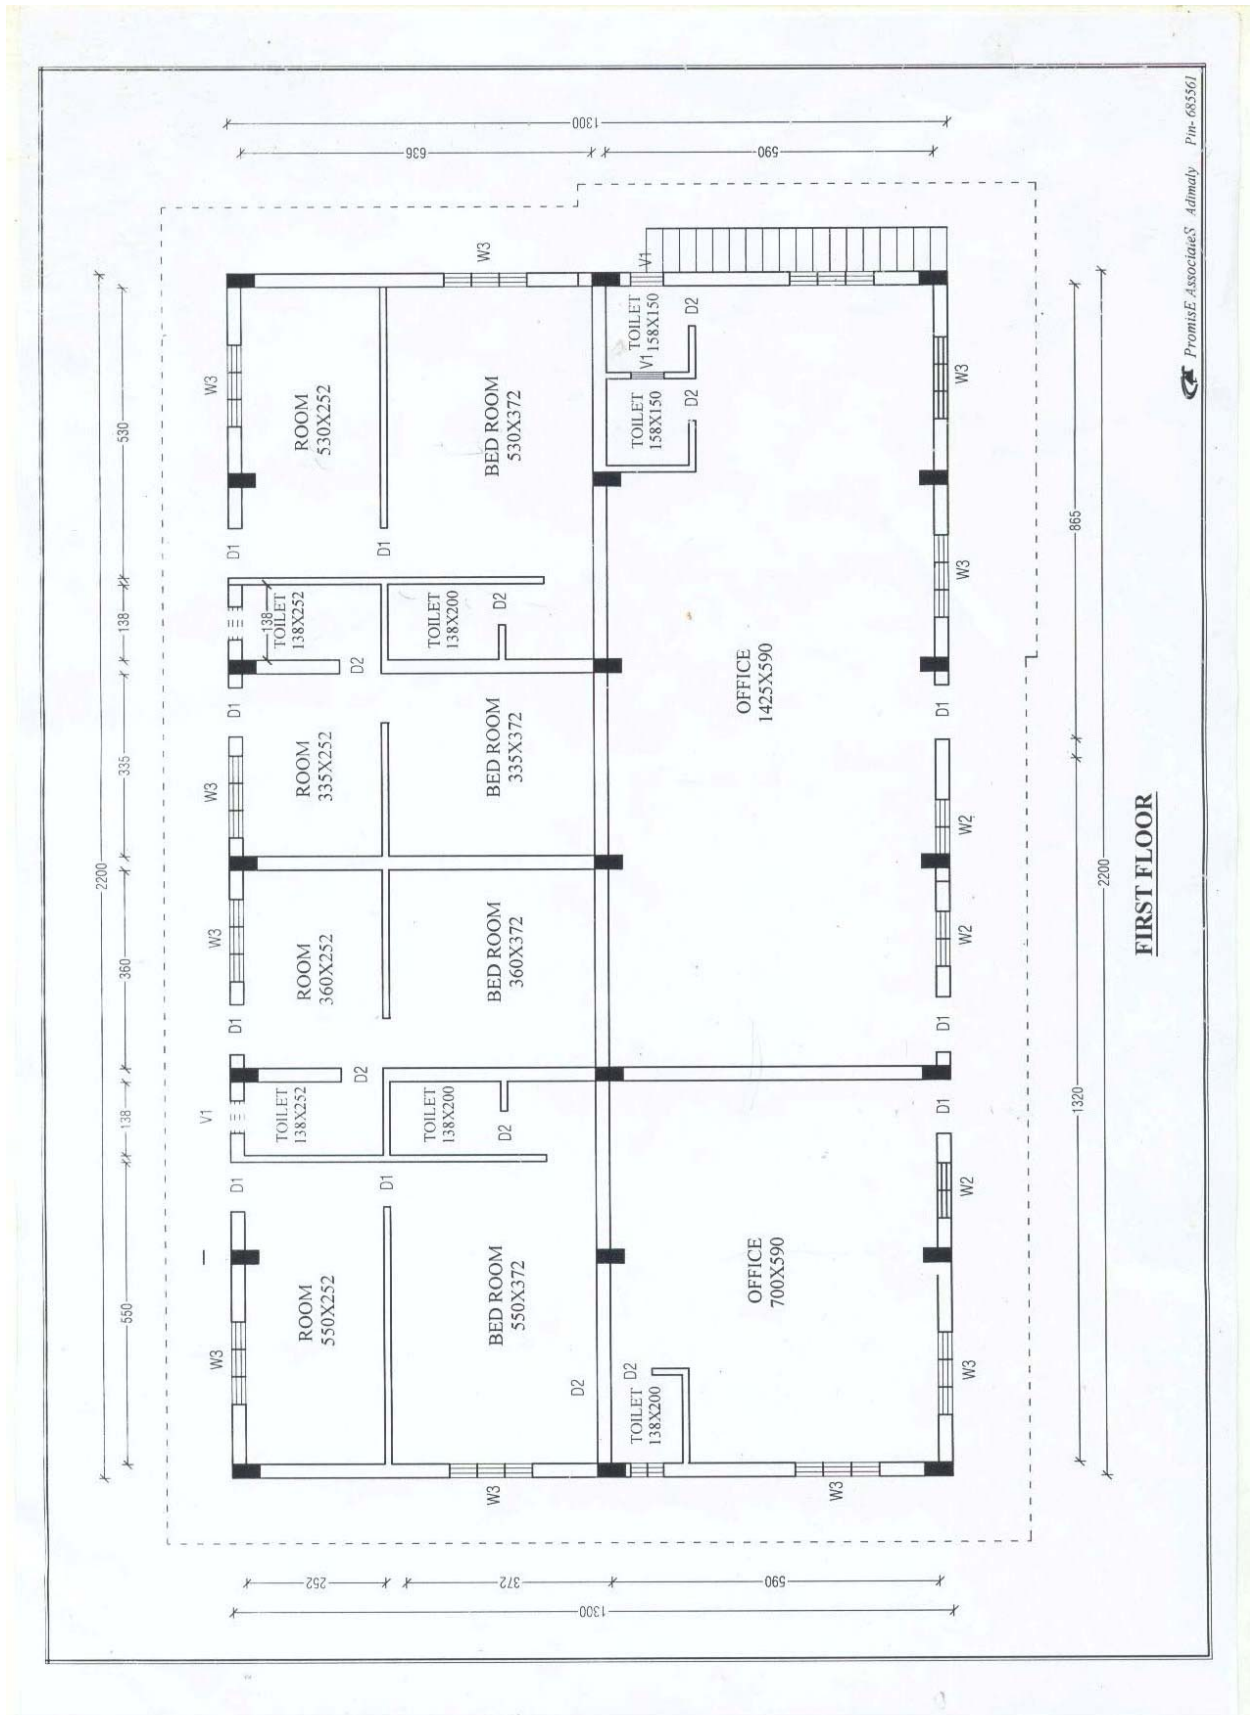 2200
550
138
360
335
138
530
W3
V1
W3
W3
W3
D1
D1
D1
D1
138
TOILET
138X252
TOILET
138X252
ROOM
550X252
ROOM
360X252
ROOM
335X252
ROOM
530X252
D2
D2
D1
D1
TOILET
138X200
TOILET
138X200
W3
BED ROOM
550X372
BED ROOM
360X372
BED ROOM
335X372
BED ROOM
530X372
W3
D2
D2
D2
D2
TOILET
138X200
TOILET
158X150
V1
TOILET
158X150
V1
D2
D2
OFFICE
700X590
OFFICE
1425X590
W3
D1
D1
D1
W3
W2
W2
W2
W3
W3
1320
865
2200
252
372
590
1300
636
590
1300
FIRST FLOOR
PromisE AssociateS Adimaly Pin- 685561